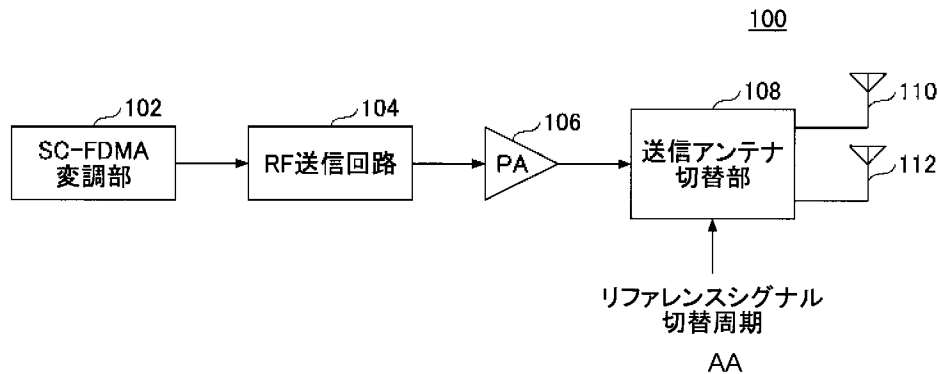 100
102
SC-FDMA
変調部
104
RF送信回路
106
PA
108
送信アンテナ
切替部
110
112
リファレンスシグナル
切替周期
AA